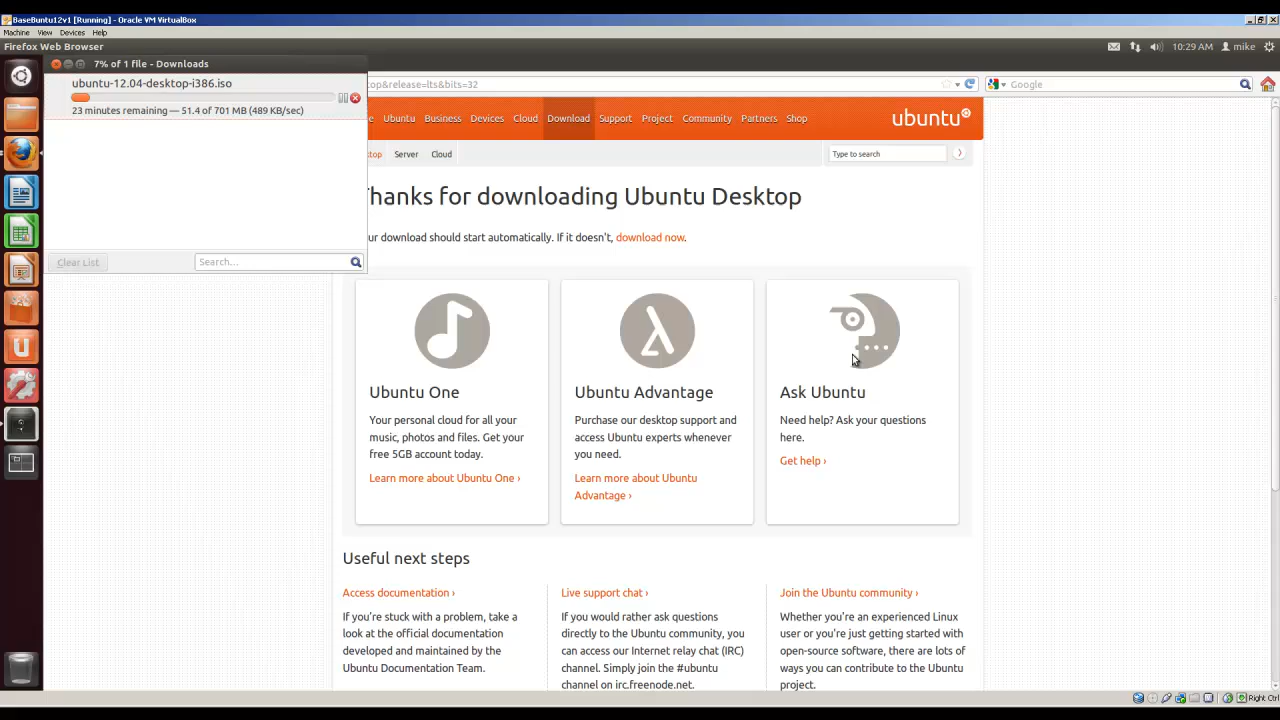 BaseBuntu12v1 [Running] - Oracle VM VirtualBox
Machine View Devices Help
Firefox Web Browser
10:29 AM mike
7% of 1 file - Downloads
ubuntu-12.04-desktop-i386.iso
23 minutes remaining — 51.4 of 701 MB (489 KB/sec)
Clear List
Search...
top&release=lts&bits=32
Google
Ubuntu Business Devices Cloud Download Support Project Community Partners Shop
ubuntu®
Server Cloud
Type to search
Thanks for downloading Ubuntu Desktop
ur download should start automatically. If it doesn't, download now.
Ubuntu One
Your personal cloud for all your
music, photos and files. Get your
free 5GB account today.
Learn more about Ubuntu One ›
Ubuntu Advantage
Purchase our desktop support and
access Ubuntu experts whenever
you need.
Learn more about Ubuntu
Advantage ›
Ask Ubuntu
Need help? Ask your questions
here.
Get help ›
Useful next steps
Access documentation ›
If you're stuck with a problem, take a
look at the official documentation
developed and maintained by the
Ubuntu Documentation Team.
Live support chat ›
If you would rather ask questions
directly to the Ubuntu community, you
can access our Internet relay chat (IRC)
channel. Simply join the #ubuntu
channel on irc.freenode.net.
Join the Ubuntu community ›
Whether you're an experienced Linux
user or you're just getting started with
open-source software, there are lots of
ways you can contribute to the Ubuntu
project.
Right Ctrl